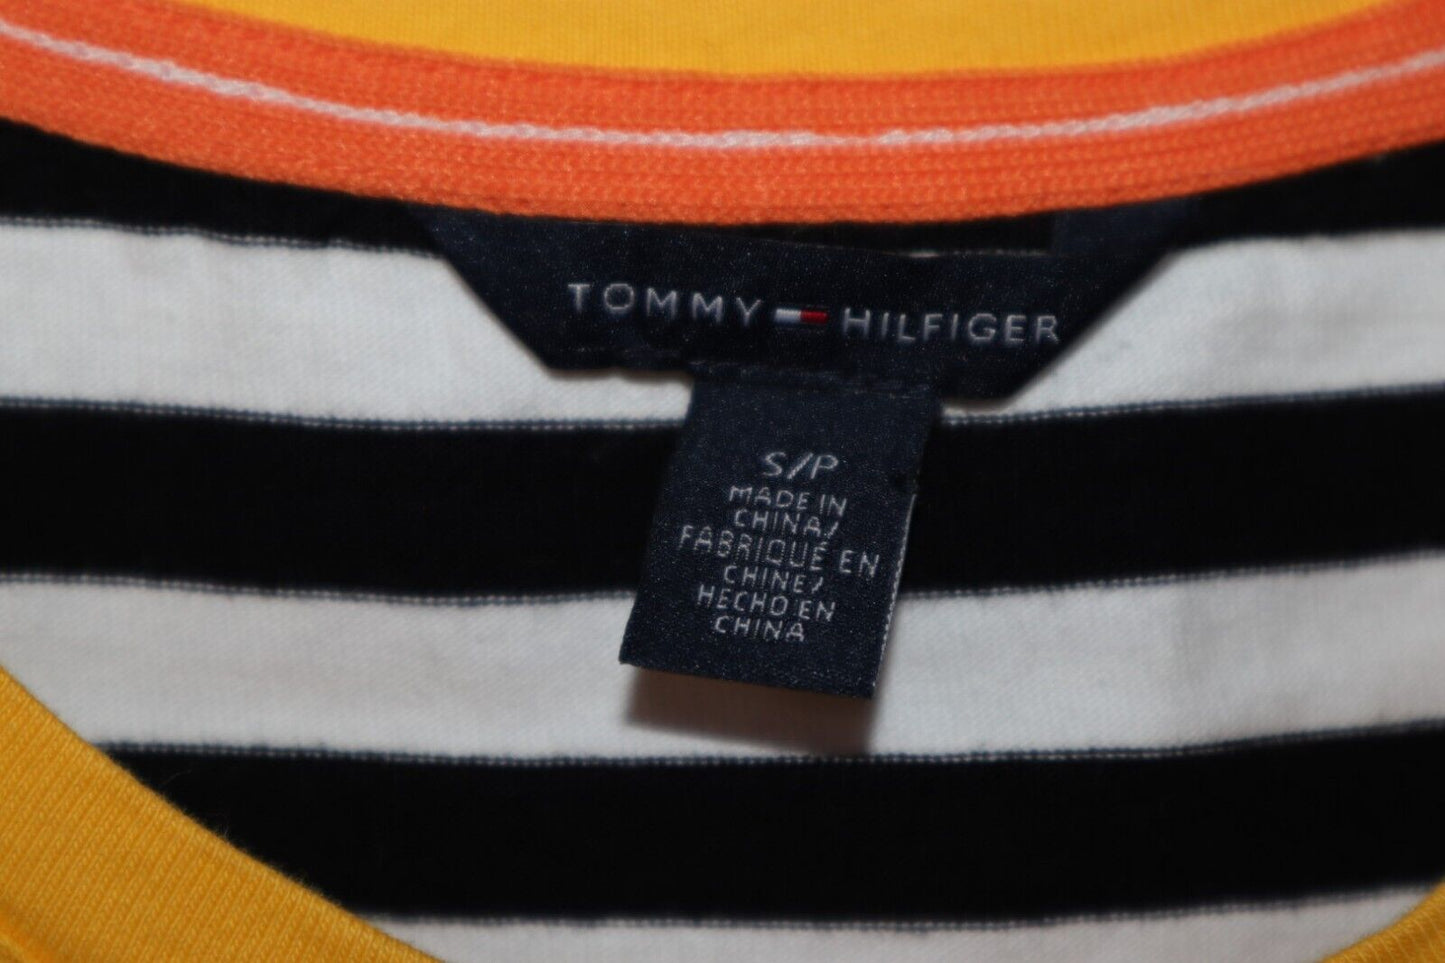 TOMMY HILFIGER
S/P
MADE IN
CHINA/
FABRIQUÉ EN
CHINE/
HECHO EN
CHINA